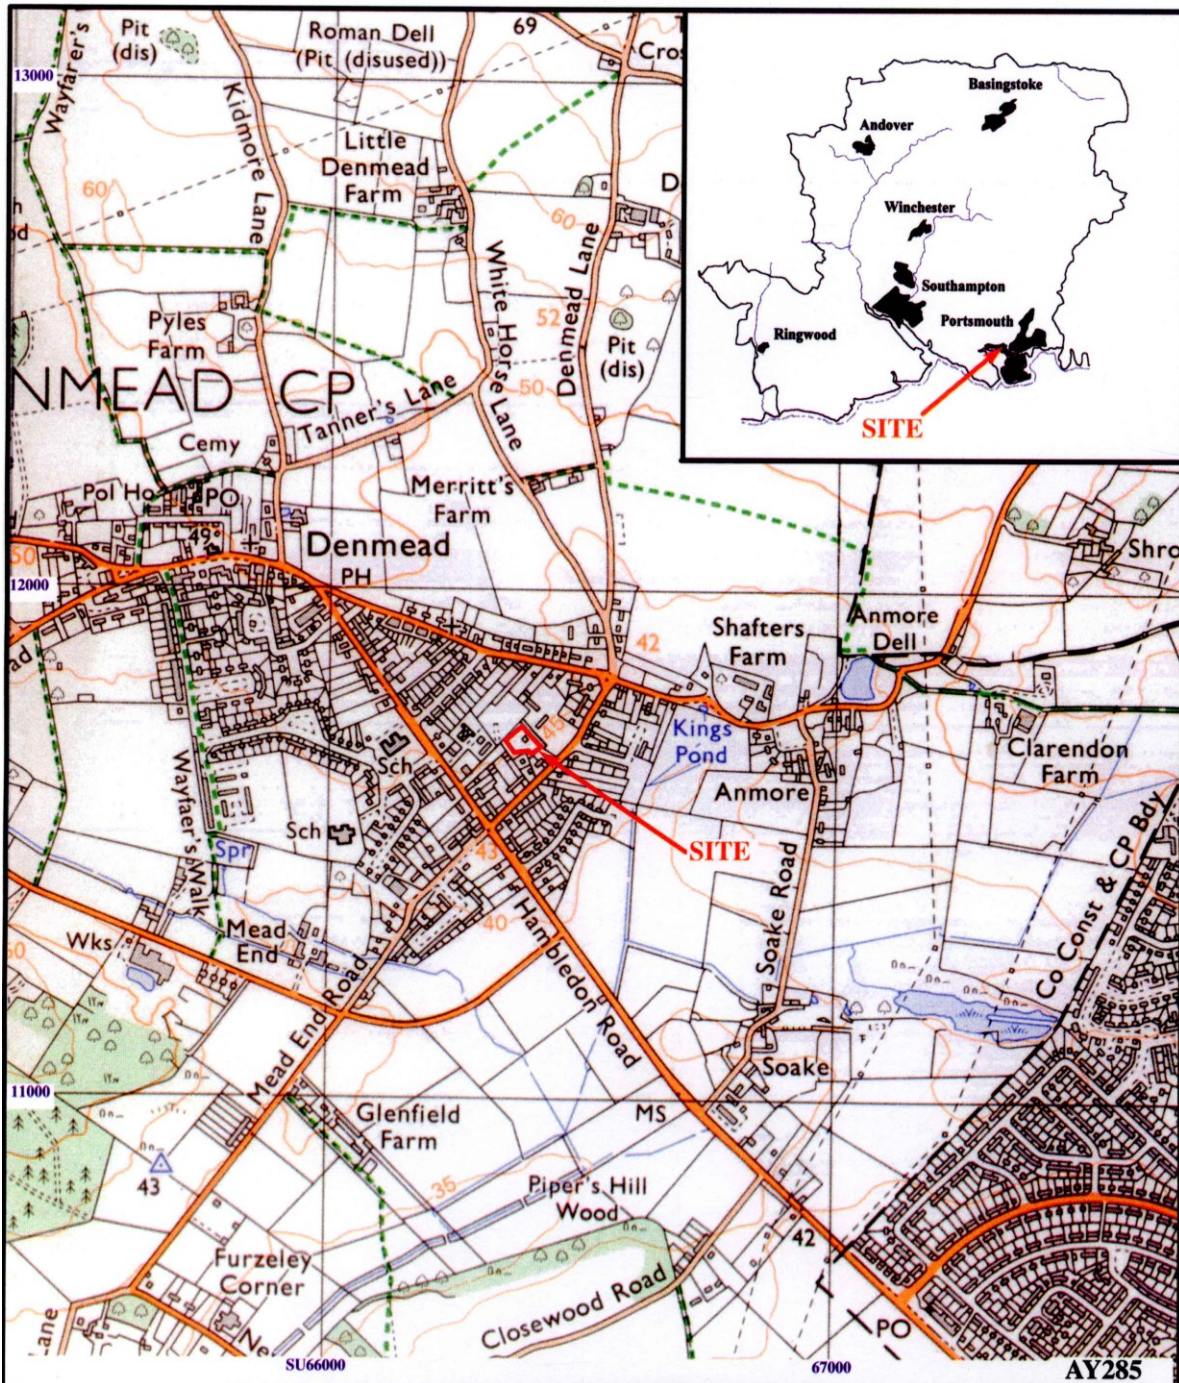 Wayfarer's
Pit
(dis)
Roman Dell
(Pit (disused))
69
Cros
13000
Kidmore Lane
Little
Denmead
Farm
60
60
D
White Horse Lane
Denmead Lane
Pyles
Farm
52
Pit
(dis)
50
NMEAD CP
Tanner's Lane
Cemy
Pol Ho
PO
Merritt's
Farm
49
Denmead
50
PH
12000
Basingstoke
Andover
Winchester
Southampton
Portsmouth
Ringwood
SITE
Shro
42
Shafters
Farm
Anmore
Dell
45
Kings
Pond
Clarendon
Farm
Sch
Anmore
ad
Wayfaer's Walk
Sch
SITE
Spr
43
40
Hambledon Road
Soake Road
Co Const & CP Bdy
Wks
Mead
End
Mead End Road
Soake
11000
MS
Glenfield
Farm
43
35
Piper's Hill
Wood
42
Furzeley
Corner
Closewood Road
PO
Lane
Ne
SU66000
67000
AY285